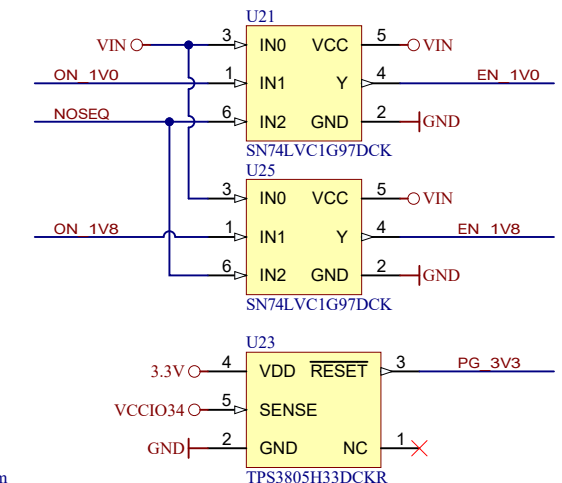 U21
VIN 3 IN0 VCC 5 VIN
ON_1V0 1 IN1 Y 4 EN_1V0
NOSEQ 6 IN2 GND 2 GND
SN74LVC1G97DCK
U25
3 IN0 VCC 5 VIN
ON_1V8 1 IN1 Y 4 EN_1V8
6 IN2 GND 2 GND
SN74LVC1G97DCK
U23
3.3V 4 VDD RESET 3 PG_3V3
VCCIO34 5 SENSE
GND 2 GND NC 1
TPS3805H33DCKR